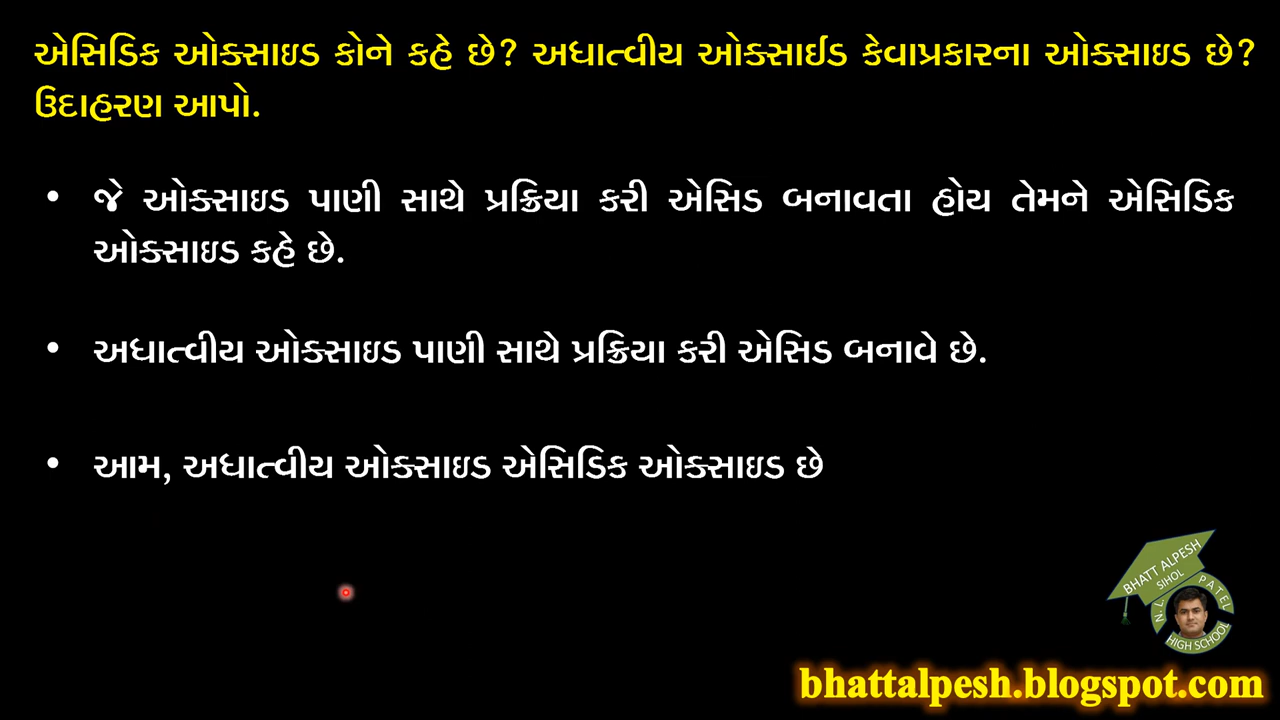 એસિડિક ઓક્સાઇડ કોને કહે છે? અધાત્વીય ઓક્સાઈડ કેવાપ્રકારના ઓક્સાઇડ છે?
ઉદાહરણ આપો.
• જે ઓક્સાઇડ પાણી સાથે પ્રક્રિયા કરી એસિડ બનાવતા હોય તેમને એસિડિક
ઓક્સાઇડ કહે છે.
• અધાત્વીય ઓક્સાઇડ પાણી સાથે પ્રક્રિયા કરી એસિડ બનાવે છે.
• આમ, અધાત્વીય ઓક્સાઇડ એસિડિક ઓક્સાઇડ છે
BHATT ALPESH
SIHOL
N. L. PATEL
HIGH SCHOOL
bhattalpesh.blogspot.com